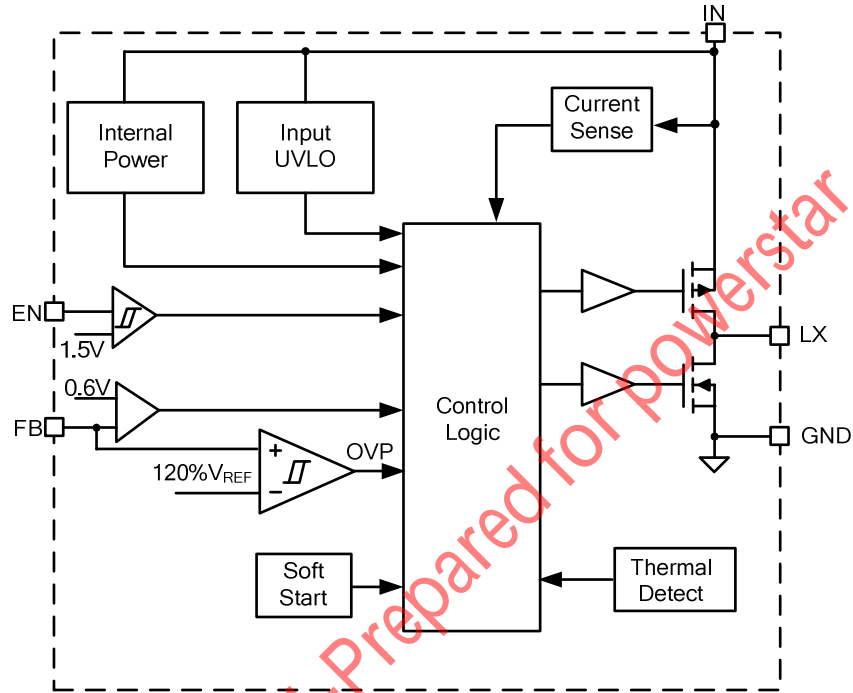 IN
Internal
Power
Input
UVLO
Current
Sense
EN
1.5V
0.6V
FB
120%VREF
OVP
Control
Logic
LX
GND
Soft
Start
Thermal
Detect
Prepared for powerstar